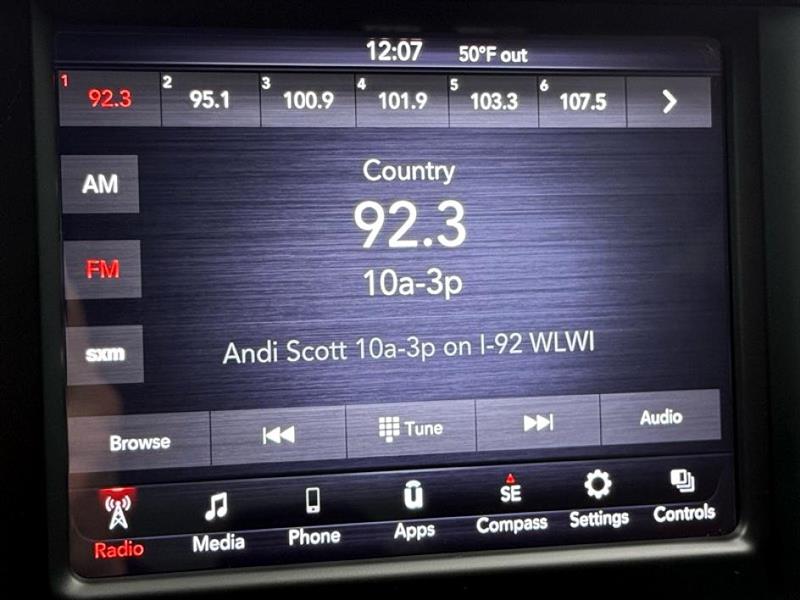 12:07 50°F out
1 92.3 2 95.1 3 100.9 4 101.9 5 103.3 6 107.5
Country
AM
92.3
FM
10a-3p
sxm
Andi Scott 10a-3p on I-92 WLWI
Browse Tune Audio
SE
Radio Media Phone Apps Compass Settings Controls